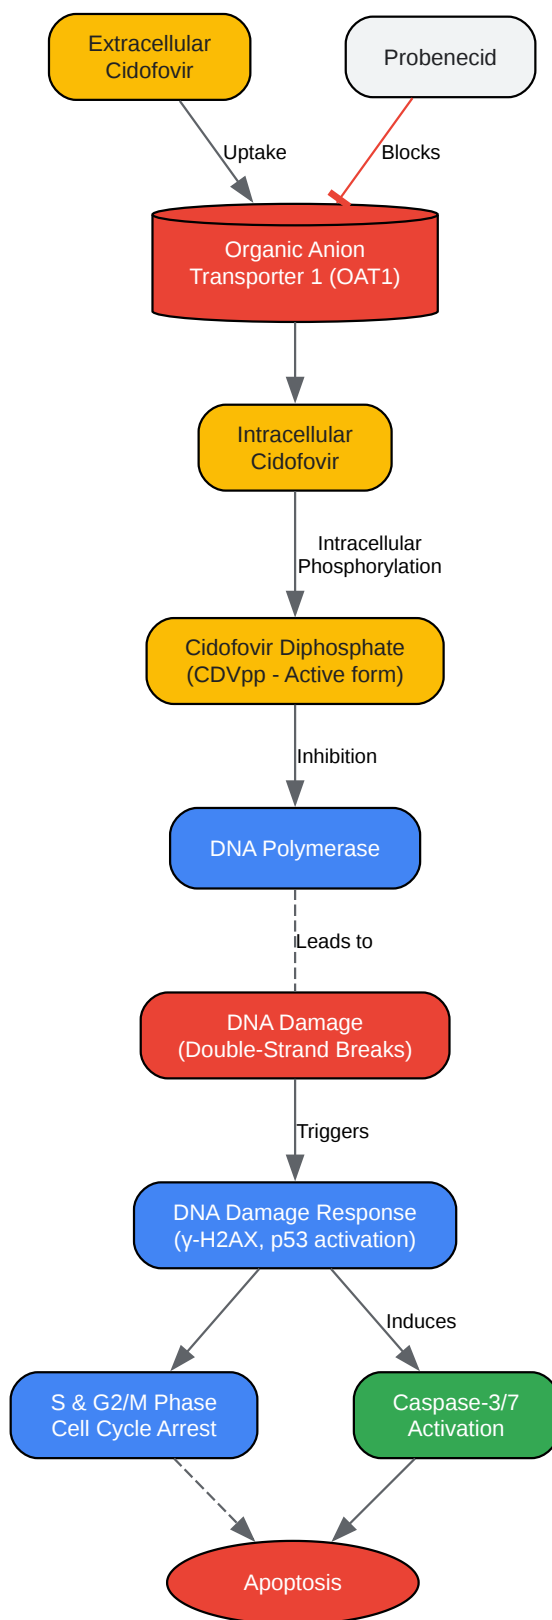 Extracellular
Cidofovir
Probenecid
Uptake
Blocks
Organic Anion
Transporter 1 (OAT1)
Intracellular
Cidofovir
Intracellular
Phosphorylation
Cidofovir Diphosphate
(CDVpp - Active form)
Inhibition
DNA Polymerase
Leads to
DNA Damage
(Double-Strand Breaks)
Triggers
DNA Damage Response
(γ-H2AX, p53 activation)
Induces
S & G2/M Phase
Cell Cycle Arrest
Caspase-3/7
Activation
Apoptosis